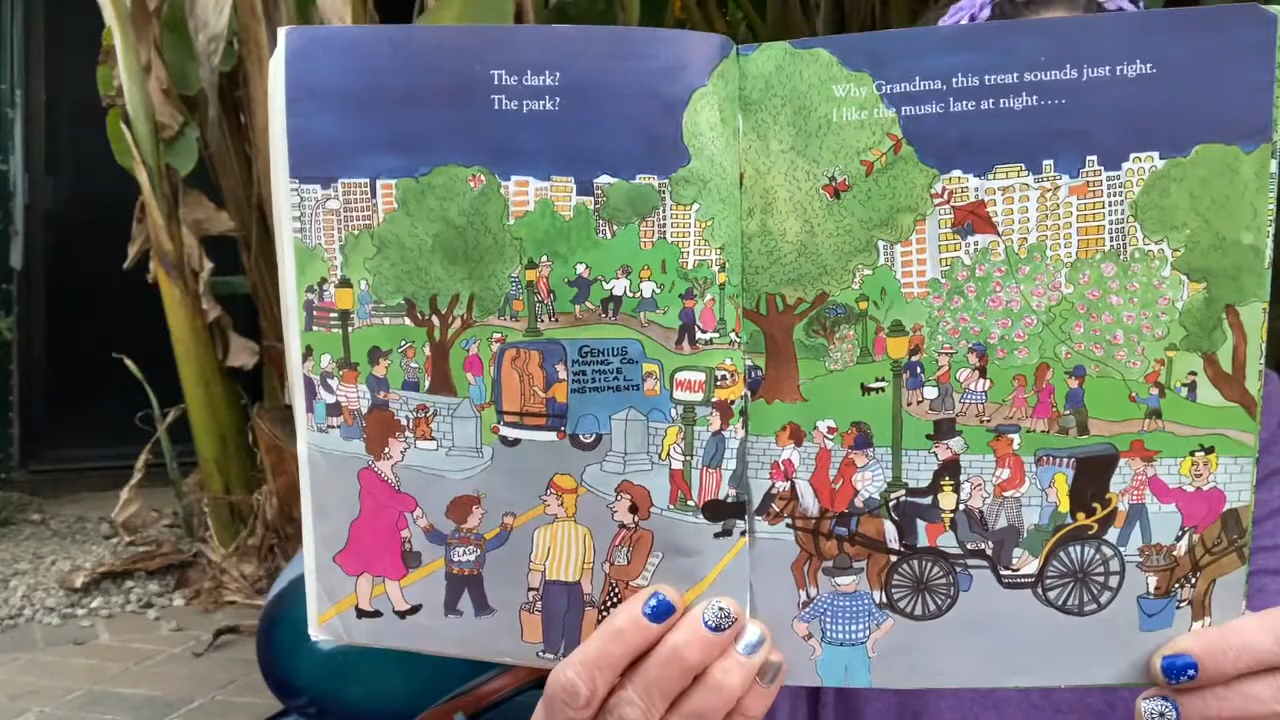 The dark?
The park?
Why Grandma, this treat sounds just right.
I like the music late at night....
GENIUS
MOVING CO.
WE MOVE
MUSICAL
INSTRUMENTS
WALK
FLASH